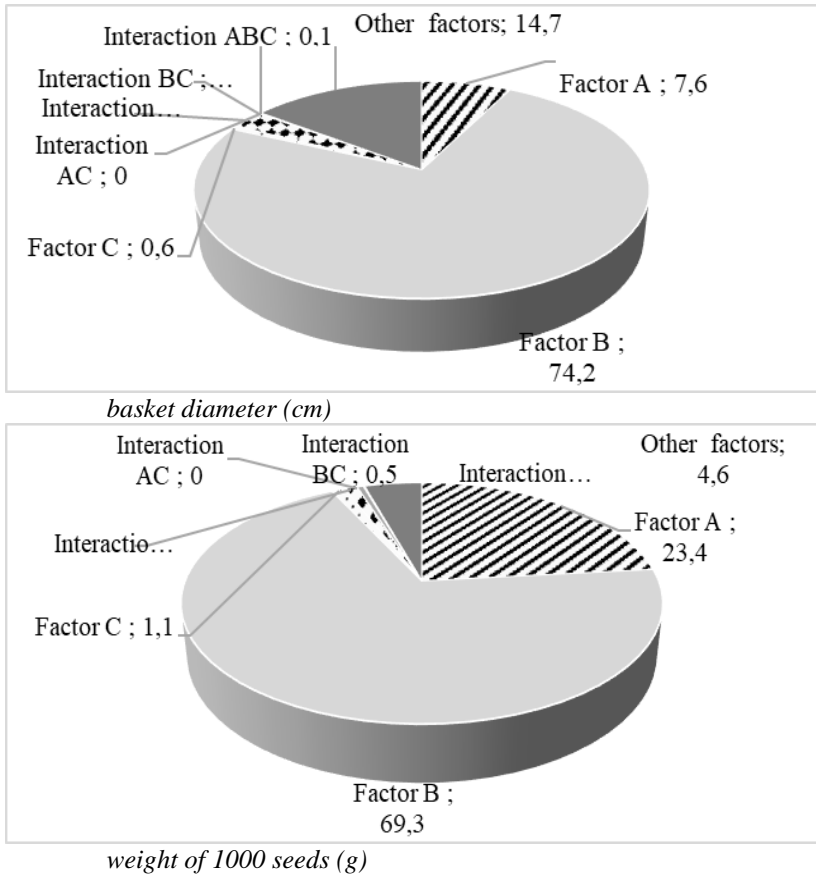 Interaction ABC ; 0,1
Other factors; 14,7
Interaction BC ;...
Factor A ; 7,6
Interaction...
Interaction
AC ; 0
Factor C ; 0,6
Factor B ;
74,2
basket diameter (cm)
Interaction
AC ; 0
Interaction
BC ; 0,5
Interaction...
Other factors;
4,6
Factor A ;
23,4
Interactio...
Factor C ; 1,1
Factor B ;
69,3
weight of 1000 seeds (g)